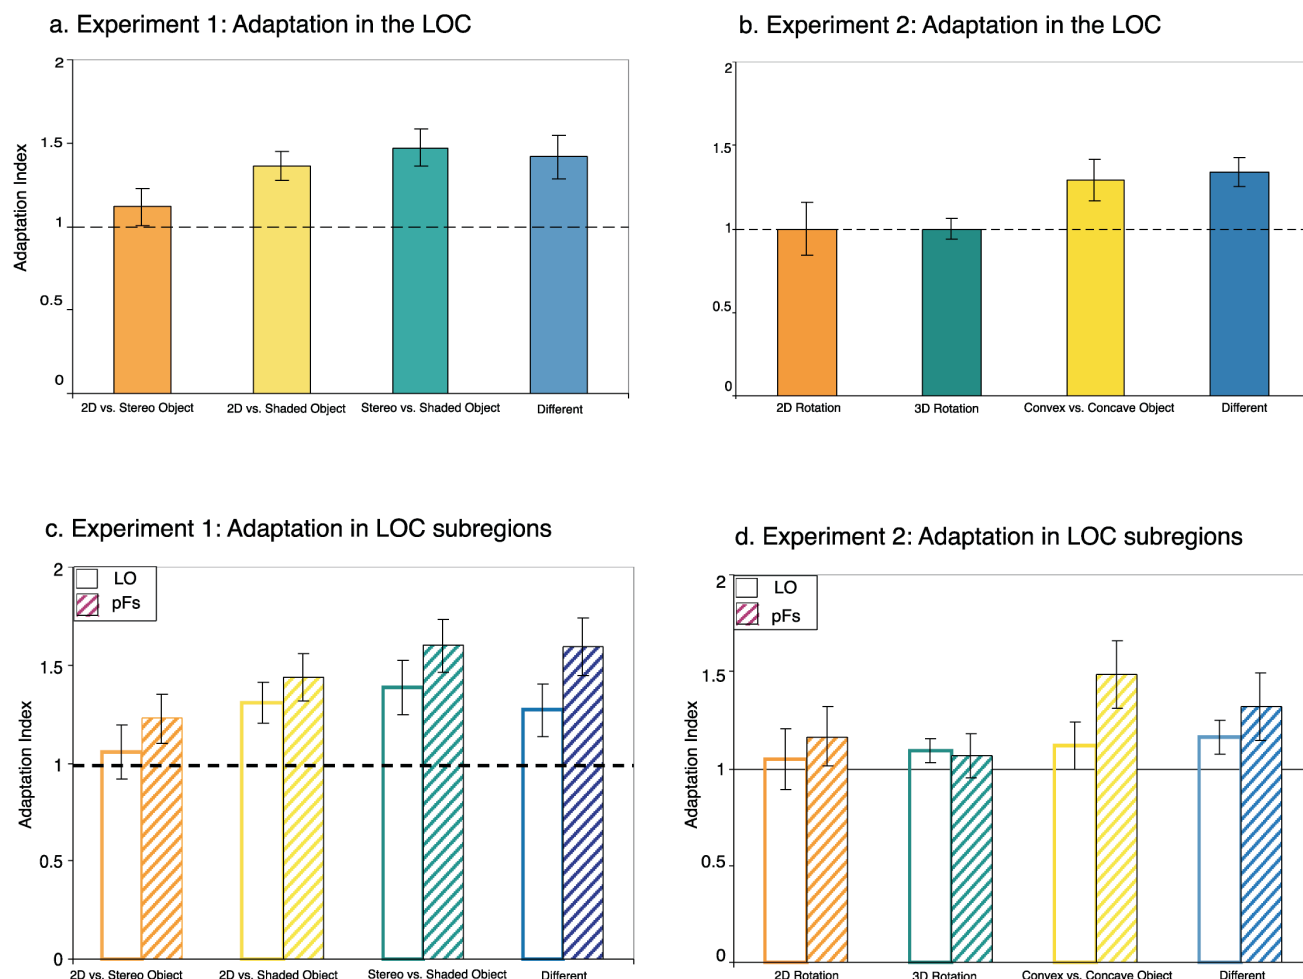 a. Experiment 1: Adaptation in the LOC
2
1.5
1
0.5
0
Adaptation Index
2D vs. Stereo Object
2D vs. Shaded Object
Stereo vs. Shaded Object
Different
b. Experiment 2: Adaptation in the LOC
2
1.5
1
0.5
0
2D Rotation
3D Rotation
Convex vs. Concave Object
Different
c. Experiment 1: Adaptation in LOC subregions
LO
pFs
2
1.5
1
0.5
0
Adaptation Index
2D vs. Stereo Object
2D vs. Shaded Object
Stereo vs. Shaded Object
Different
d. Experiment 2: Adaptation in LOC subregions
LO
pFs
2
1.5
1
0.5
0
Adaptation Index
2D Rotation
3D Rotation
Convex vs. Concave Object
Different